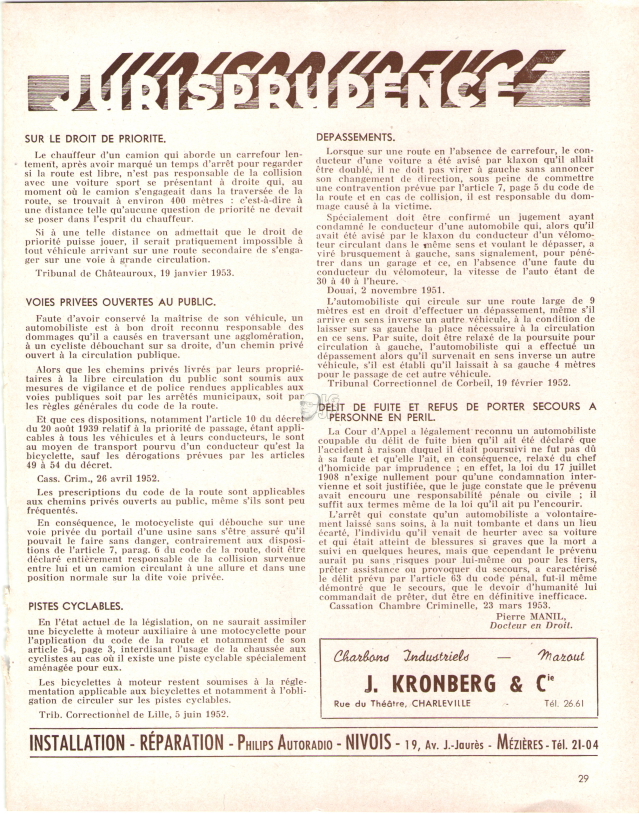 JURISPRUDENCE
SUR LE DROIT DE PRIORITE.
Le chauffeur d'un camion qui aborde un carrefour len-
tement, après avoir marqué un temps d'arrêt pour regarder
si la route est libre, n'est pas responsable de la collision
avec une voiture sport se présentant à droite qui, au
moment où le camion s'engageait dans la traversée de la
route, se trouvait à environ 400 mètres : c'est-à-dire à
une distance telle qu'aucune question de priorité ne devait
se poser dans l'esprit du chauffeur.
Si à une telle distance on admettait que le droit de
priorité puisse jouer, il serait pratiquement impossible à
tout véhicule arrivant sur une route secondaire de s'enga-
ger sur une voie à grande circulation.
Tribunal de Châteauroux, 19 janvier 1953.
VOIES PRIVEES OUVERTES AU PUBLIC.
Faute d'avoir conservé la maîtrise de son véhicule, un
automobiliste est à bon droit reconnu responsable des
dommages qu'il a causés en traversant une agglomération,
à un cycliste débouchant sur sa droite, d'un chemin privé
ouvert à la circulation publique.
Alors que les chemins privés livrés par leurs proprié-
taires à la libre circulation du public sont soumis aux
mesures de vigilance et de police rendues applicables aux
voies publiques soit par les arrêtés municipaux, soit par
les règles générales du code de la route.
Et que ces dispositions, notamment l'article 10 du décret
du 20 août 1939 relatif à la priorité de passage, étant appli-
cables à tous les véhicules et à leurs conducteurs, le sont
au moyen de transport pourvu d'un conducteur qu'est la
bicyclette, sauf les dérogations prévues par les articles
49 à 54 du décret.
Cass. Crim., 26 avril 1952.
Les prescriptions du code de la route sont applicables
aux chemins privés ouverts au public, même s'ils sont peu
fréquentés.
En conséquence, le motocycliste qui débouche sur une
voie privée du portail d'une usine sans s'être assuré qu'il
pouvait le faire sans danger, contrairement aux disposi-
tions de l'article 7, parag. 6 du code de la route, doit être
déclaré entièrement responsable de la collision survenue
entre lui et un camion circulant à une allure et dans une
position normale sur la dite voie privée.
PISTES CYCLABLES.
En l'état actuel de la législation, on ne saurait assimiler
une bicyclette à moteur auxiliaire à une motocyclette pour
l'application du code de la route et notamment de son
article 54, page 3, interdisant l'usage de la chaussée aux
cyclistes au cas où il existe une piste cyclable spécialement
aménagée pour eux.
Les bicyclettes à moteur restent soumises à la régle-
mentation applicable aux bicyclettes et notamment à l'obli-
gation de circuler sur les pistes cyclables.
Trib. Correctionnel de Lille, 5 juin 1952.
DEPASSEMENTS.
Lorsque sur une route en l'absence de carrefour, le con-
ducteur d'une voiture a été avisé par klaxon qu'il allait
être doublé, il ne doit pas virer à gauche sans annoncer
son changement de direction, sous peine de commettre
une contravention prévue par l'article 7, page 5 du code de
la route et en cas de collision, il est responsable du dom-
mage causé à la victime.
Spécialement doit être confirmé un jugement ayant
condamné le conducteur d'une automobile qui, alors qu'il
avait été avisé par le klaxon du conducteur d'un vélomo-
teur circulant dans le même sens et voulant le dépasser, a
viré brusquement à gauche, sans signalement, pour péné-
trer dans un garage et ce, en l'absence d'une faute du
conducteur du vélomoteur, la vitesse de l'auto étant de
30 à 40 à l'heure.
Douai, 2 novembre 1951.
L'automobiliste qui circule sur une route large de 9
mètres est en droit d'effectuer un dépassement, même s'il
arrive en sens inverse un autre véhicule, à la condition de
laisser sur sa gauche la place nécessaire à la circulation
en ce sens. Par suite, doit être relaxé de la poursuite pour
circulation à gauche, l'automobiliste qui a effectué un
dépassement alors qu'il survenait en sens inverse un autre
véhicule, s'il est établi qu'il laissait à sa gauche 4 mètres
pour le passage de cet autre véhicule.
Tribunal Correctionnel de Corbeil, 19 février 1952.
DELIT DE FUITE ET REFUS DE PORTER SECOURS A
PERSONNE EN PERIL.
La Cour d'Appel a légalement reconnu un automobiliste
coupable du délit de fuite bien qu'il ait été déclaré que
l'accident à raison duquel il était poursuivi ne fut pas dû
à sa faute et qu'elle l'ait, en conséquence, relaxé du chef
d'homicide par imprudence ; en effet, la loi du 17 juillet
1908 n'exige nullement pour qu'une condamnation inter-
vienne et soit justifiée, que le juge constate que le prévenu
avait encouru une responsabilité pénale ou civile ; il
suffit aux termes même de la loi qu'il ait pu l'encourir.
L'arrêt qui constate qu'un automobiliste a volontaire-
ment laissé sans soins, à la nuit tombante et dans un lieu
écarté, l'individu qu'il venait de heurter avec sa voiture
et qui était atteint de blessures si graves que la mort a
suivi en quelques heures, mais que cependant le prévenu
aurait pu sans risques pour lui-même ou pour les tiers,
prêter assistance ou provoquer du secours, a caractérisé
le délit prévu par l'article 63 du code pénal, fut-il même
démontré que le secours, que le devoir d'humanité lui
commandait de prêter, dut être en définitive inefficace.
Cassation Chambre Criminelle, 23 mars 1953.
Pierre MANIL,
Docteur en Droit.
Charbons Industriels — Mazout
J. KRONBERG & Cie
Rue du Théâtre, CHARLEVILLE Tél. 26.61
INSTALLATION - RÉPARATION - PHILIPS AUTORADIO - NIVOIS - 19, Av. J.-Jaurès - MÉZIÈRES - Tél. 21-04
29